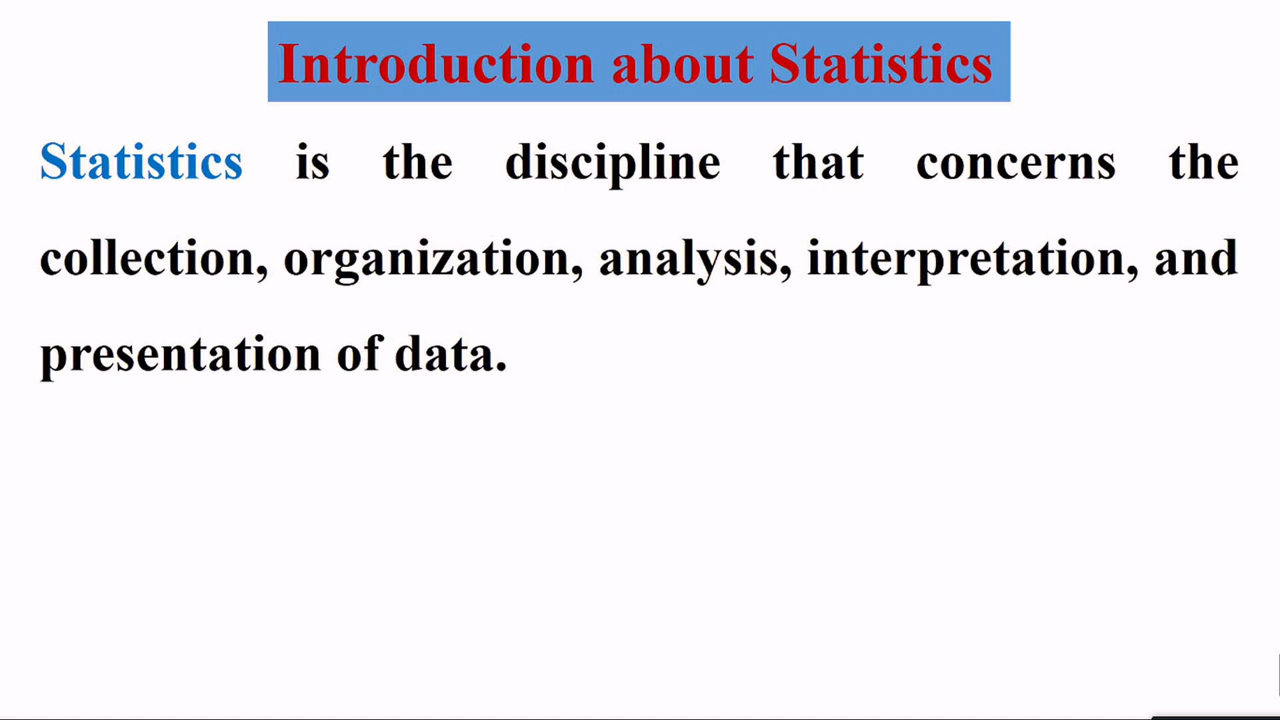 Introduction about Statistics
Statistics is the discipline that concerns the
collection, organization, analysis, interpretation, and
presentation of data.